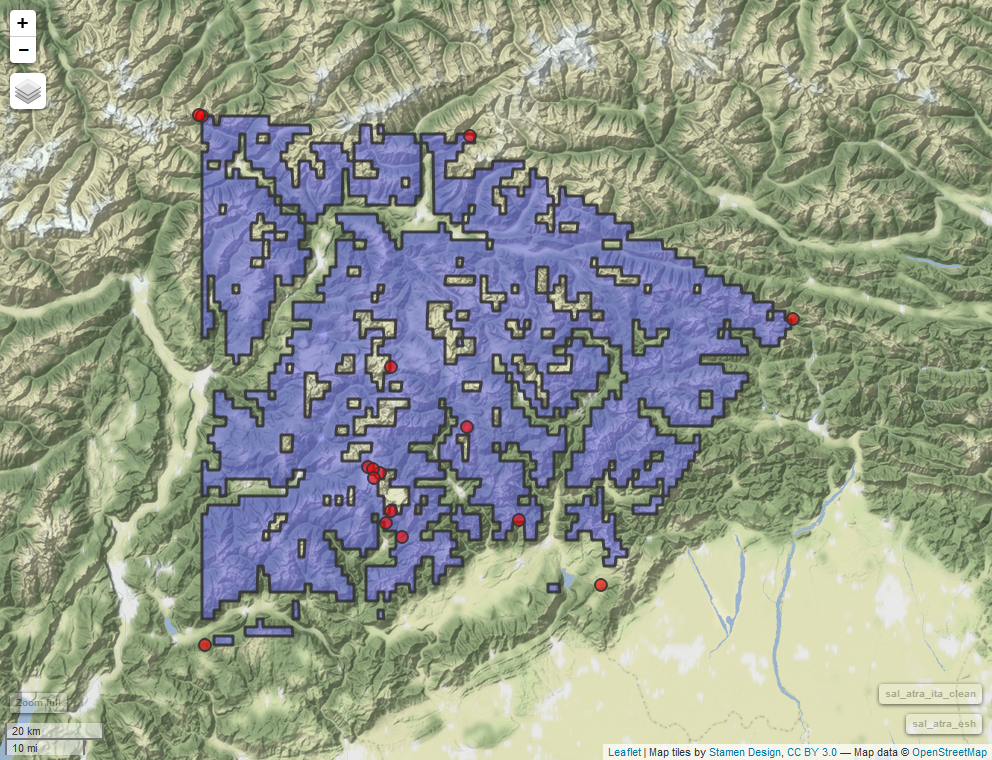 +
−
Zoom full
sal_atra_ita_clean
sal_atra_esh
20 km
10 mi
Leaflet | Map tiles by Stamen Design, CC BY 3.0 — Map data © OpenStreetMap